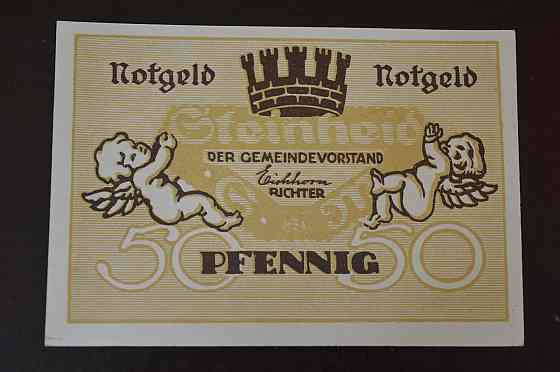 Notgeld Notgeld
Steinheid
DER GEMEINDEVORSTAND
Eichhorn
RICHTER
50 PFENNIG 50